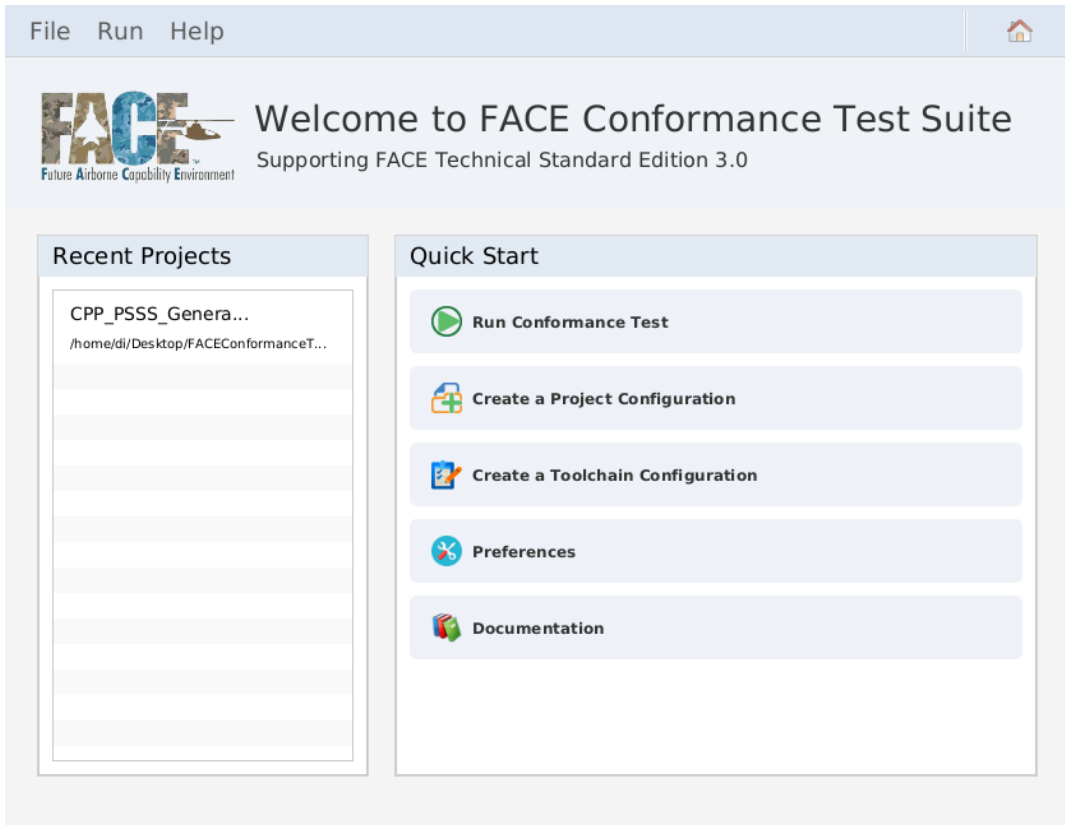 File Run Help
FACE™
Future Airborne Capability Environment
Welcome to FACE Conformance Test Suite
Supporting FACE Technical Standard Edition 3.0
Recent Projects
CPP_PSSS_Genera...
/home/di/Desktop/FACEConformanceT...
Quick Start
Run Conformance Test
Create a Project Configuration
Create a Toolchain Configuration
Preferences
Documentation